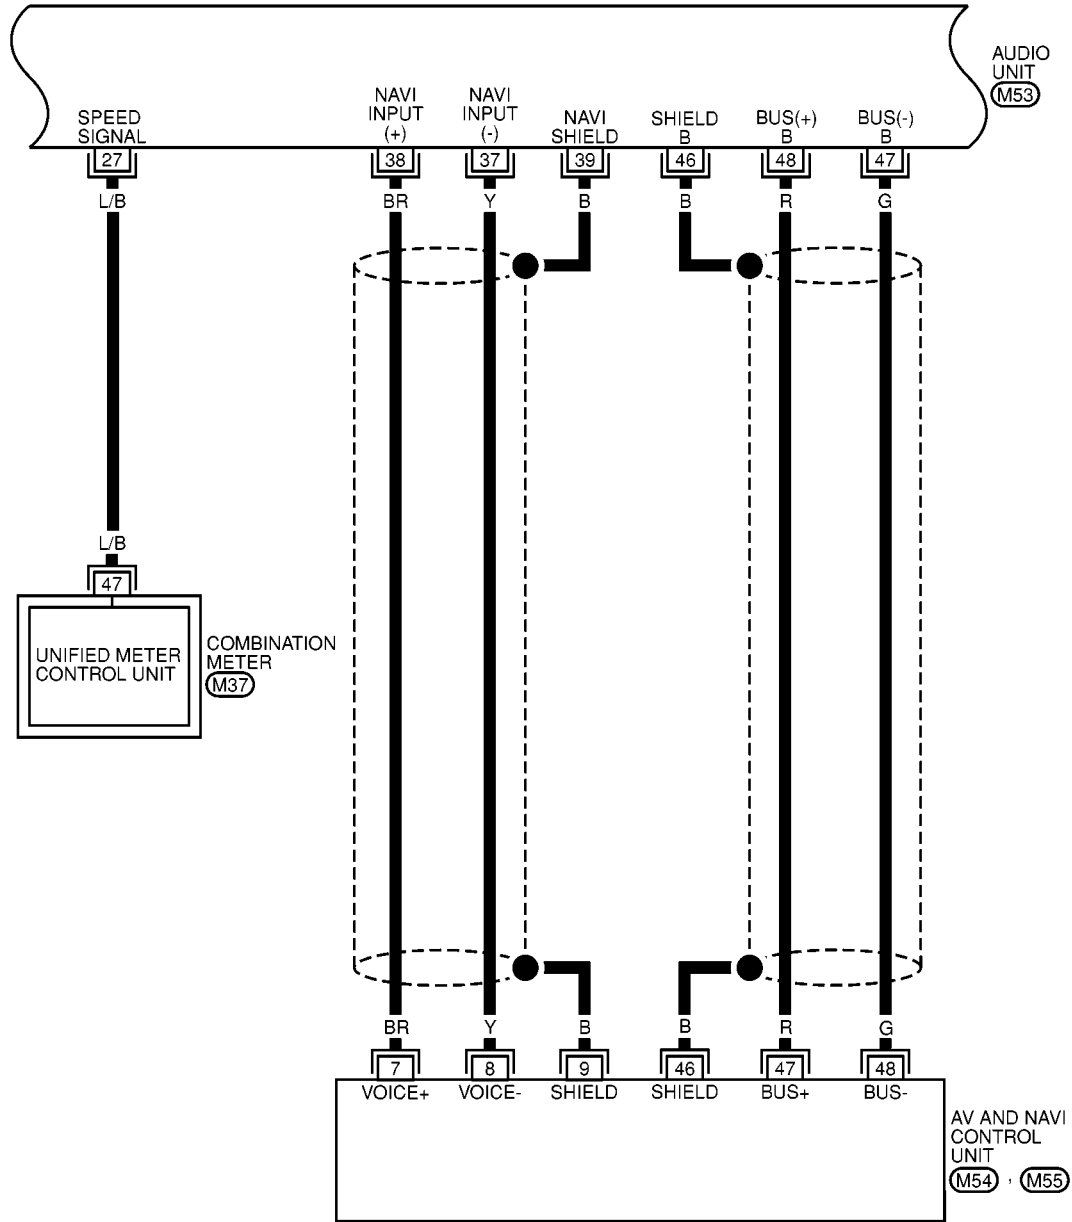 AUDIO
UNIT
M53
SPEED
SIGNAL
NAVI
INPUT
(+)
NAVI
INPUT
(-)
NAVI
SHIELD
SHIELD
B
BUS(+)
B
BUS(-)
B
27 38 37 39 46 48 47
L/B BR Y B B R G
L/B
47
UNIFIED METER
CONTROL UNIT
COMBINATION
METER
M37
BR Y B B R G
7 8 9 46 47 48
VOICE+ VOICE- SHIELD SHIELD BUS+ BUS-
AV AND NAVI
CONTROL
UNIT
M54 , M55